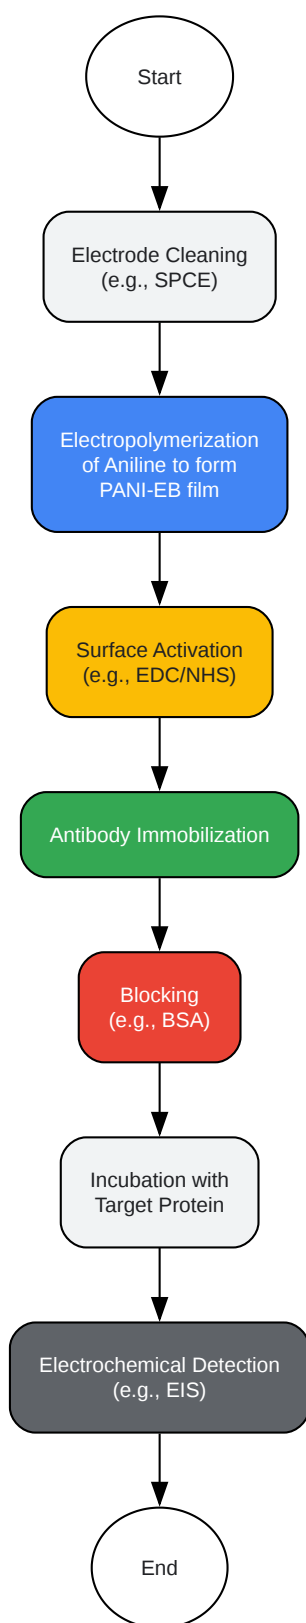 Start
Electrode Cleaning
(e.g., SPCE)
Electropolymerization
of Aniline to form
PANI-EB film
Surface Activation
(e.g., EDC/NHS)
Antibody Immobilization
Blocking
(e.g., BSA)
Incubation with
Target Protein
Electrochemical Detection
(e.g., EIS)
End